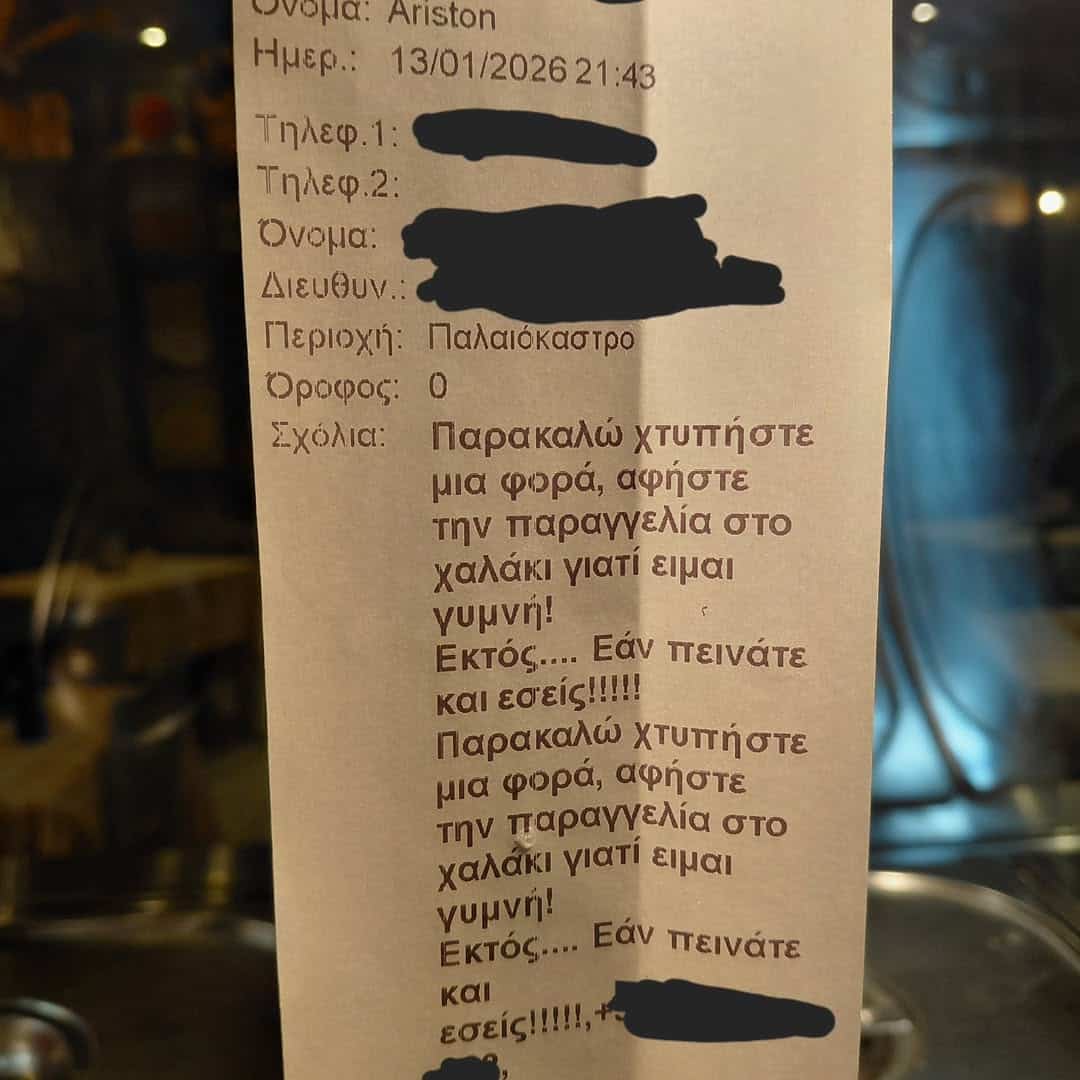 Όνομα: Ariston
Ημερ.: 13/01/2026 21:43
Τηλεφ.1:
Τηλεφ.2:
Όνομα:
Διευθυν.:
Περιοχή: Παλαιόκαστρο
Όροφος: 0
Σχόλια: Παρακαλώ χτυπήστε
μια φορά, αφήστε
την παραγγελία στο
χαλάκι γιατί ειμαι
γυμνή!
Εκτός.... Εάν πεινάτε
και εσείς!!!!!
Παρακαλώ χτυπήστε
μια φορά, αφήστε
την παραγγελία στο
χαλάκι γιατί ειμαι
γυμνή!
Εκτός.... Εάν πεινάτε
και
εσείς!!!!!,+